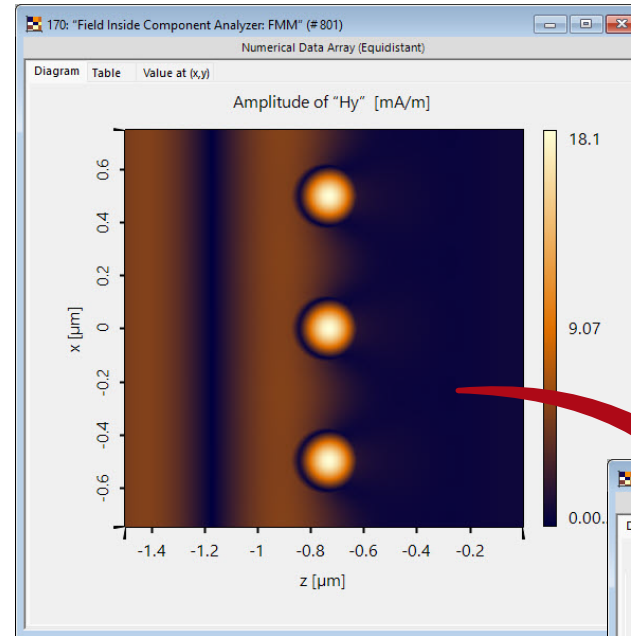 170: "Field Inside Component Analyzer: FMM" (#801)
Numerical Data Array (Equidistant)
Diagram Table Value at (x,y)
Amplitude of "Hy" [mA/m]
18.1
9.07
0.00..
x [µm]
0.6
0.4
0.2
0
-0.2
-0.4
-0.6
-1.4 -1.2 -1 -0.8 -0.6 -0.4 -0.2
z [µm]